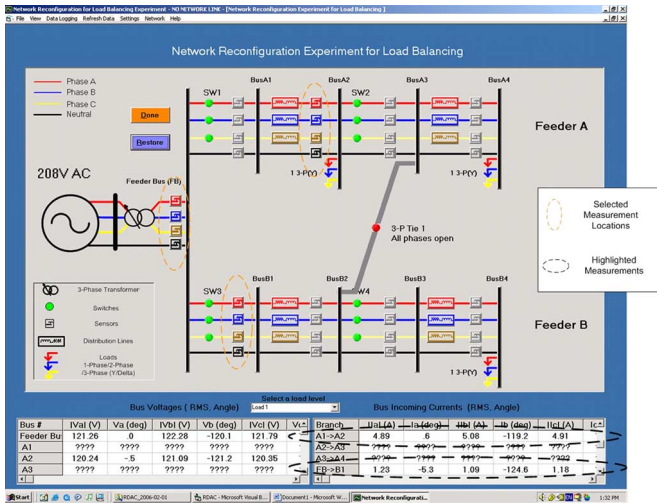 Network Reconfiguration for Load Balancing Experiment - NO NETWORK LINK - [Network Reconfiguration Experiment for Load Balancing ]
File View Data Logging Refresh Data Settings Network Help
Network Reconfiguration Experiment for Load Balancing
Phase A
Phase B
Phase C
Neutral
Done
Restore
BusA1 BusA2 BusA3 BusA4
SW1 SW2
Feeder A
1 3-P(Y) 1 3-P(Y)
208V AC
Feeder Bus (FB)
3-P Tie 1
All phases open
Selected
Measurement
Locations
Highlighted
Measurements
BusB1 BusB2 BusB3 BusB4
SW3 SW4
Feeder B
1 3-P(Y)
3-Phase Transformer
Switches
Sensors
Distribution Lines
Loads
1-Phase/2-Phase
/3-Phase (Y/Delta)
Select a load level
Bus Voltages ( RMS, Angle) Load 1 Bus Incoming Currents (RMS, Angle)
Bus # IVaI (V) Va (deg) IVbI (V) Vb (deg) IVcI (V) Branch IIaI (A) Ia (deg) IIbI (A) Ib (deg) IIcI (A)
Feeder Bu 121.26 .0 122.28 -120.1 121.79 A1->A2 4.89 .6 5.08 -119.2 4.91
A1 ???? ???? ???? ???? ???? A2->A3 ???? ???? ???? ???? ????
A2 120.24 -.5 121.09 -121.2 120.35 A3->A4 ???? ???? ???? ???? ????
A3 ???? ???? ???? ???? ???? FB->B1 1.23 -5.3 1.09 -124.6 1.18
Start RDAC_2006-02-01 RDAC - Microsoft Visual B... Document1 - Microsoft W... Network Reconfigurati... 1:32 PM